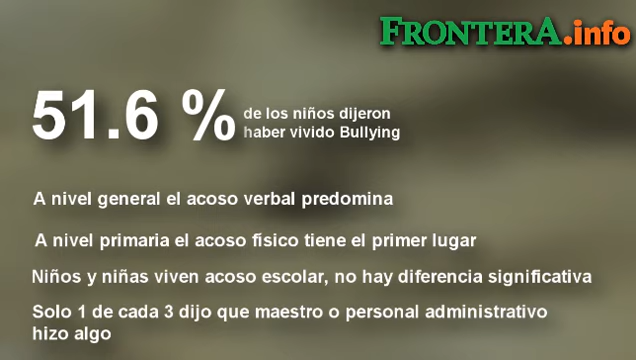 FRONTERA.info
51.6 % de los niños dijeron
haber vivido Bullying
A nivel general el acoso verbal predomina
A nivel primaria el acoso físico tiene el primer lugar
Niños y niñas viven acoso escolar, no hay diferencia significativa
Solo 1 de cada 3 dijo que maestro o personal administrativo
hizo algo